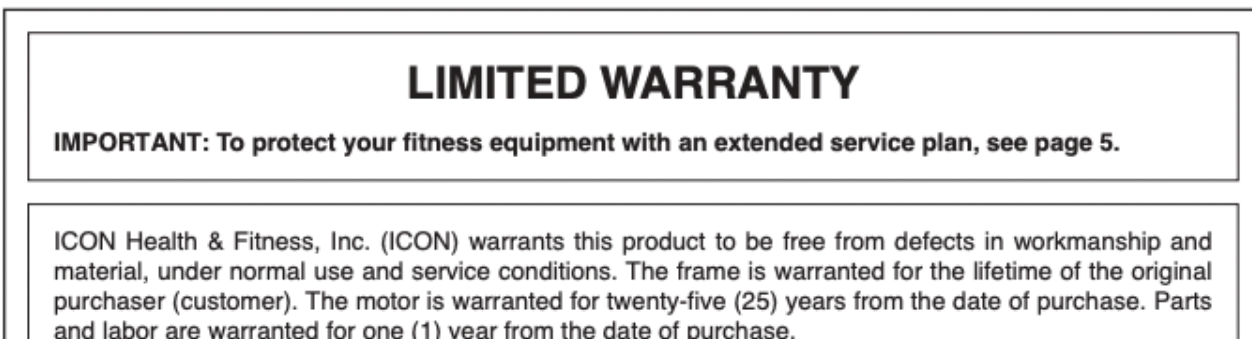 LIMITED WARRANTY
IMPORTANT: To protect your fitness equipment with an extended service plan, see page 5.
ICON Health & Fitness, Inc. (ICON) warrants this product to be free from defects in workmanship and
material, under normal use and service conditions. The frame is warranted for the lifetime of the original
purchaser (customer). The motor is warranted for twenty-five (25) years from the date of purchase. Parts
and labor are warranted for one (1) year from the date of purchase.